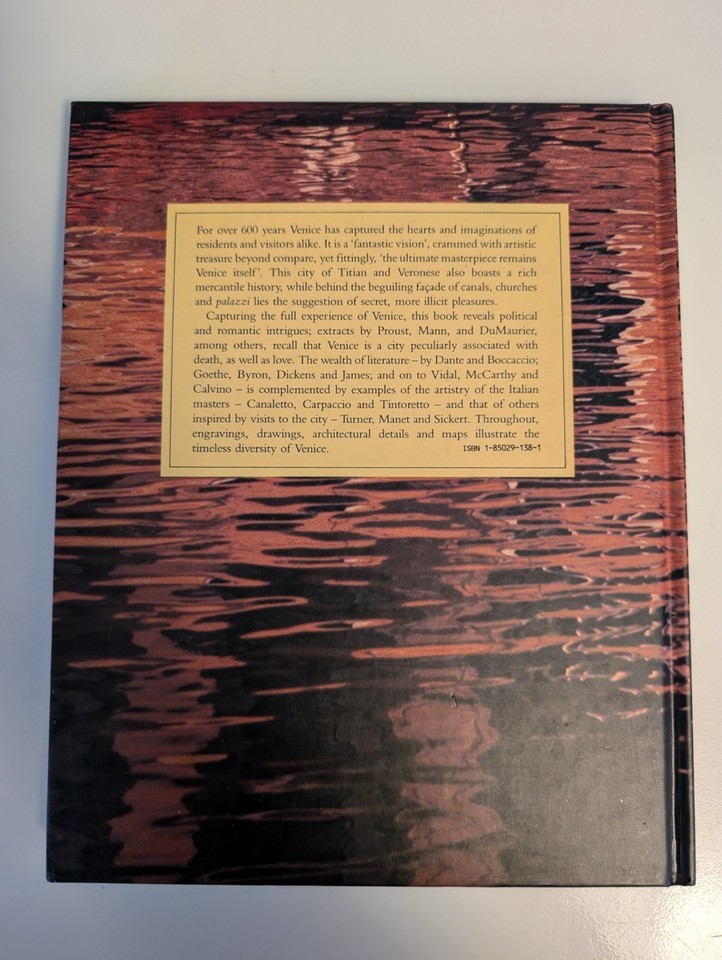 For over 600 years Venice has captured the hearts and imaginations of
residents and visitors alike. It is a ‘fantastic vision’, crammed with artistic
treasure beyond compare, yet fittingly, ‘the ultimate masterpiece remains
Venice itself’. This city of Titian and Veronese also boasts a rich
mercantile history, while behind the beguiling façade of canals, churches
and palazzi lies the suggestion of secret, more illicit pleasures.
Capturing the full experience of Venice, this book reveals political
and romantic intrigues; extracts by Proust, Mann, and DuMaurier,
among others, recall that Venice is a city peculiarly associated with
death, as well as love. The wealth of literature – by Dante and Boccaccio;
Goethe, Byron, Dickens and James; and on to Vidal, McCarthy and
Calvino – is complemented by examples of the artistry of the Italian
masters – Canaletto, Carpaccio and Tintoretto – and that of others
inspired by visits to the city – Turner, Manet and Sickert. Throughout,
engravings, drawings, architectural details and maps illustrate the
timeless diversity of Venice. ISBN 1-85029-138-1